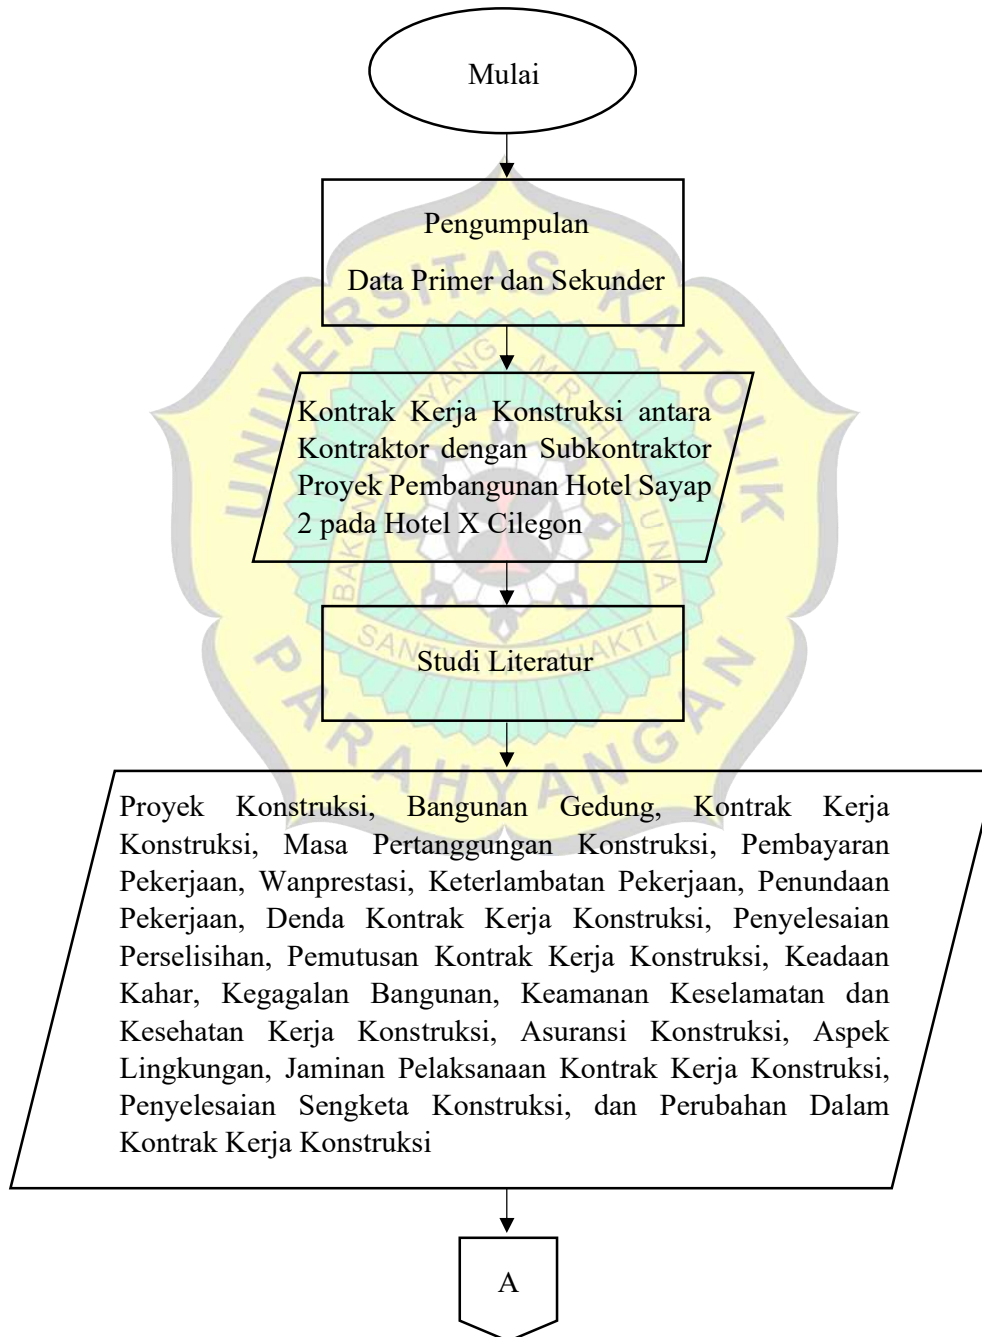 Mulai
Pengumpulan
Data Primer dan Sekunder
UNIVERSITAS KATOLIK
Kontrak Kerja Konstruksi antara
Kontraktor dengan Subkontraktor
Proyek Pembangunan Hotel Sayap
2 pada Hotel X Cilegon
Studi Literatur
PARAHYANGAN
Proyek Konstruksi, Bangunan Gedung, Kontrak Kerja
Konstruksi, Masa Pertanggungan Konstruksi, Pembayaran
Pekerjaan, Wanprestasi, Keterlambatan Pekerjaan, Penundaan
Pekerjaan, Denda Kontrak Kerja Konstruksi, Penyelesaian
Perselisihan, Pemutusan Kontrak Kerja Konstruksi, Keadaan
Kahar, Kegagalan Bangunan, Keamanan Keselamatan dan
Kesehatan Kerja Konstruksi, Asuransi Konstruksi, Aspek
Lingkungan, Jaminan Pelaksanaan Kontrak Kerja Konstruksi,
Penyelesaian Sengketa Konstruksi, dan Perubahan Dalam
Kontrak Kerja Konstruksi
A